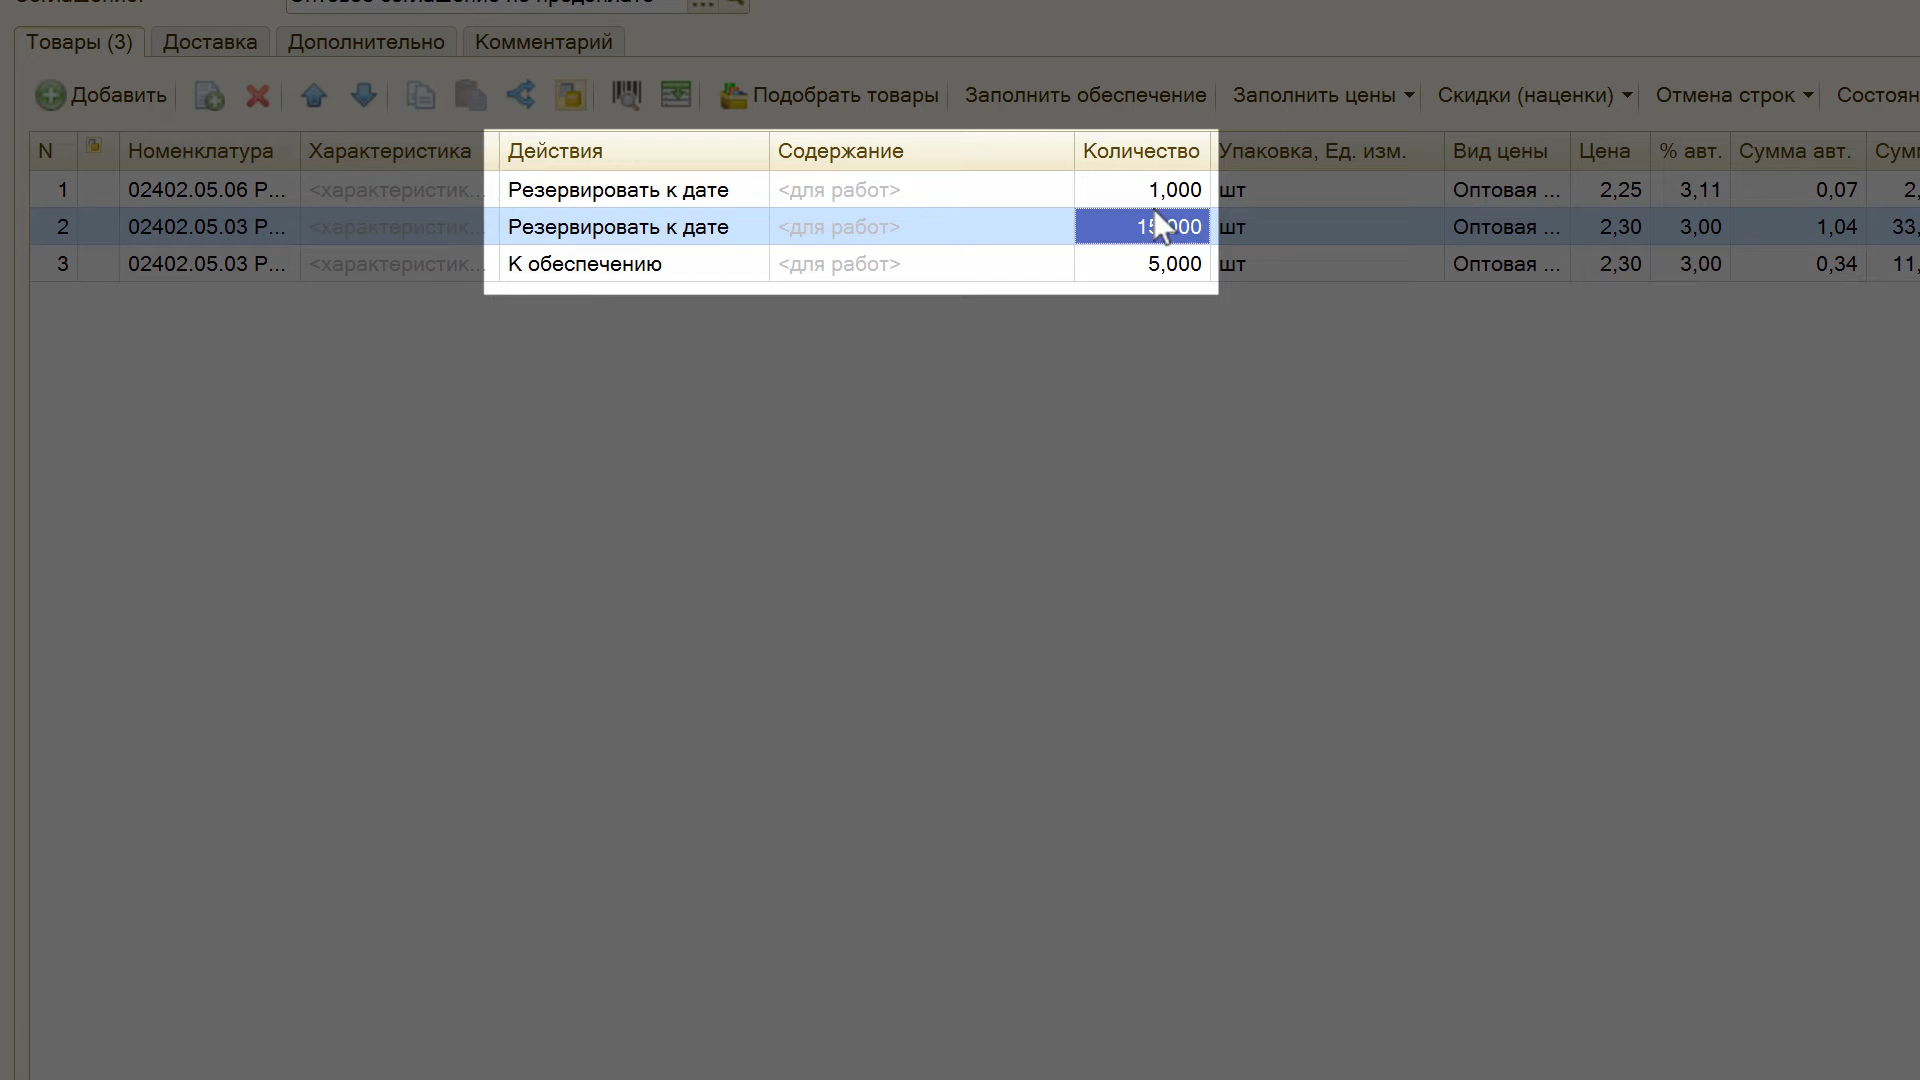 Товары (3) Доставка Дополнительно Комментарий
Добавить Подобрать товары Заполнить обеспечение Заполнить цены Скидки (наценки) Отмена строк Состоян
N Номенклатура Характеристика Действия Содержание Количество Упаковка, Ед. изм. Вид цены Цена % авт. Сумма авт. Сум
1 02402.05.06 Р... <характеристик... Резервировать к дате <для работ> 1,000 шт Оптовая ... 2,25 3,11 0,07 2,
2 02402.05.03 Р... <характеристик... Резервировать к дате <для работ> шт Оптовая ... 2,30 3,00 1,04 33,
3 02402.05.03 Р... <характеристик... К обеспечению <для работ> 5,000 шт Оптовая ... 2,30 3,00 0,34 11,